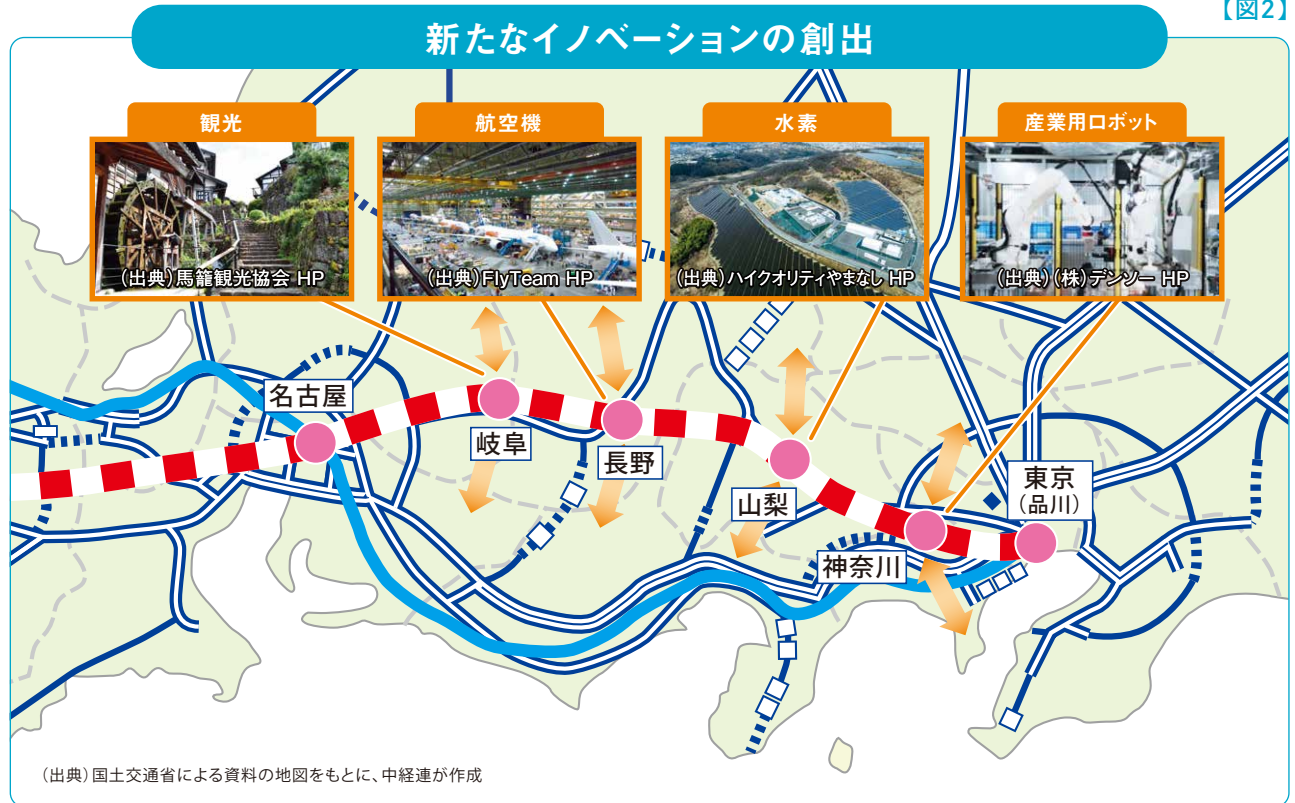 【図2】
新たなイノベーションの創出
観光
航空機
水素
産業用ロボット
(出典)馬籠観光協会 HP
(出典)FlyTeam HP
(出典)ハイクオリティやまなし HP
(出典)(株)デンソー HP
名古屋
岐阜
長野
山梨
神奈川
東京
(品川)
(出典)国土交通省による資料の地図をもとに、中経連が作成